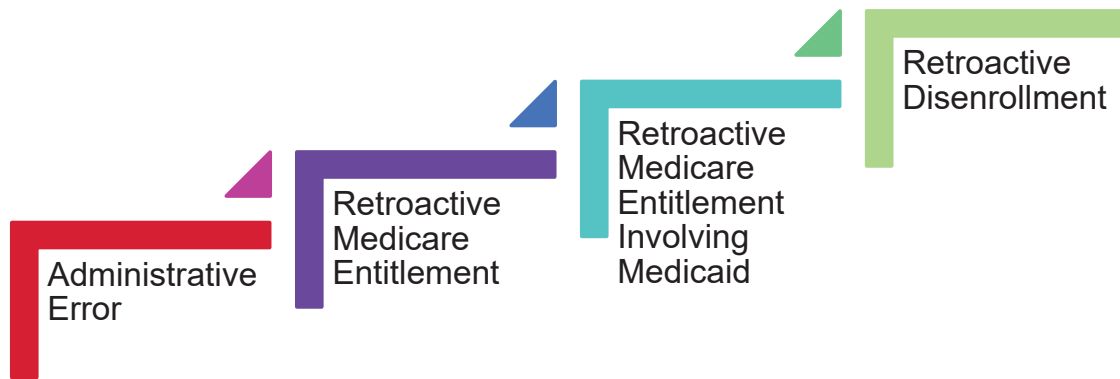 Administrative
Error
Retroactive
Medicare
Entitlement
Retroactive
Medicare
Entitlement
Involving
Medicaid
Retroactive
Disenrollment